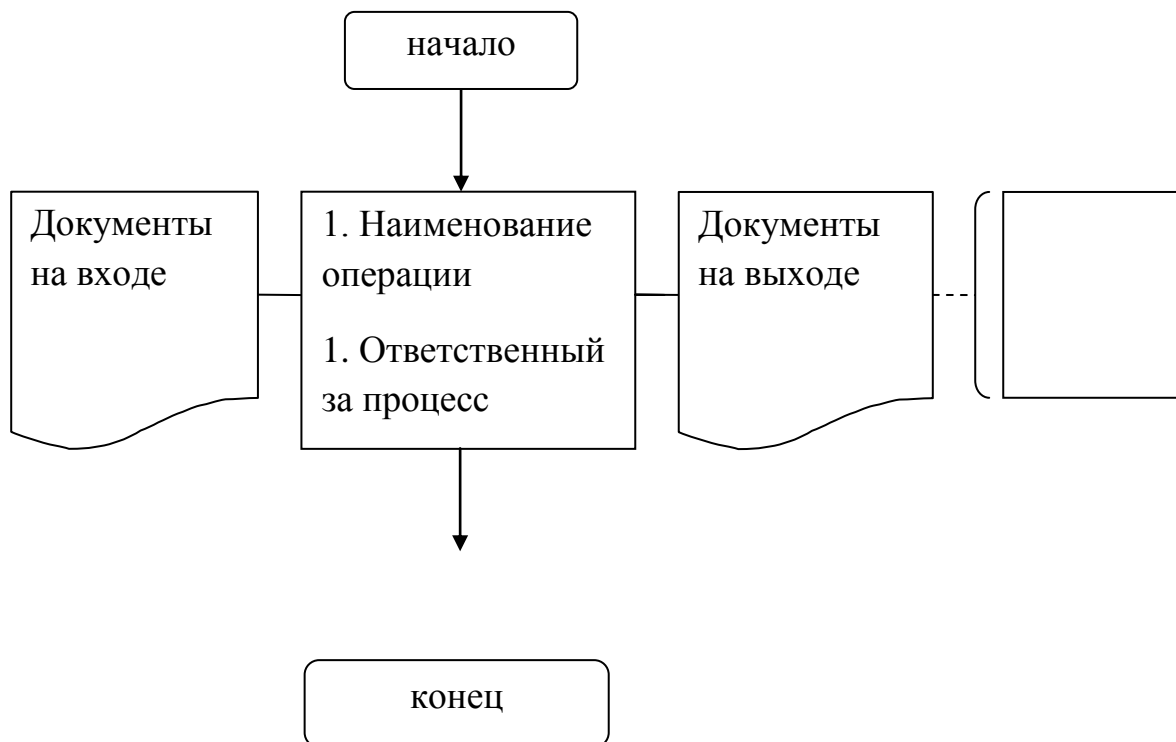 начало
Документы
на входе
1. Наименование
операции
1. Ответственный
за процесс
Документы
на выходе
конец